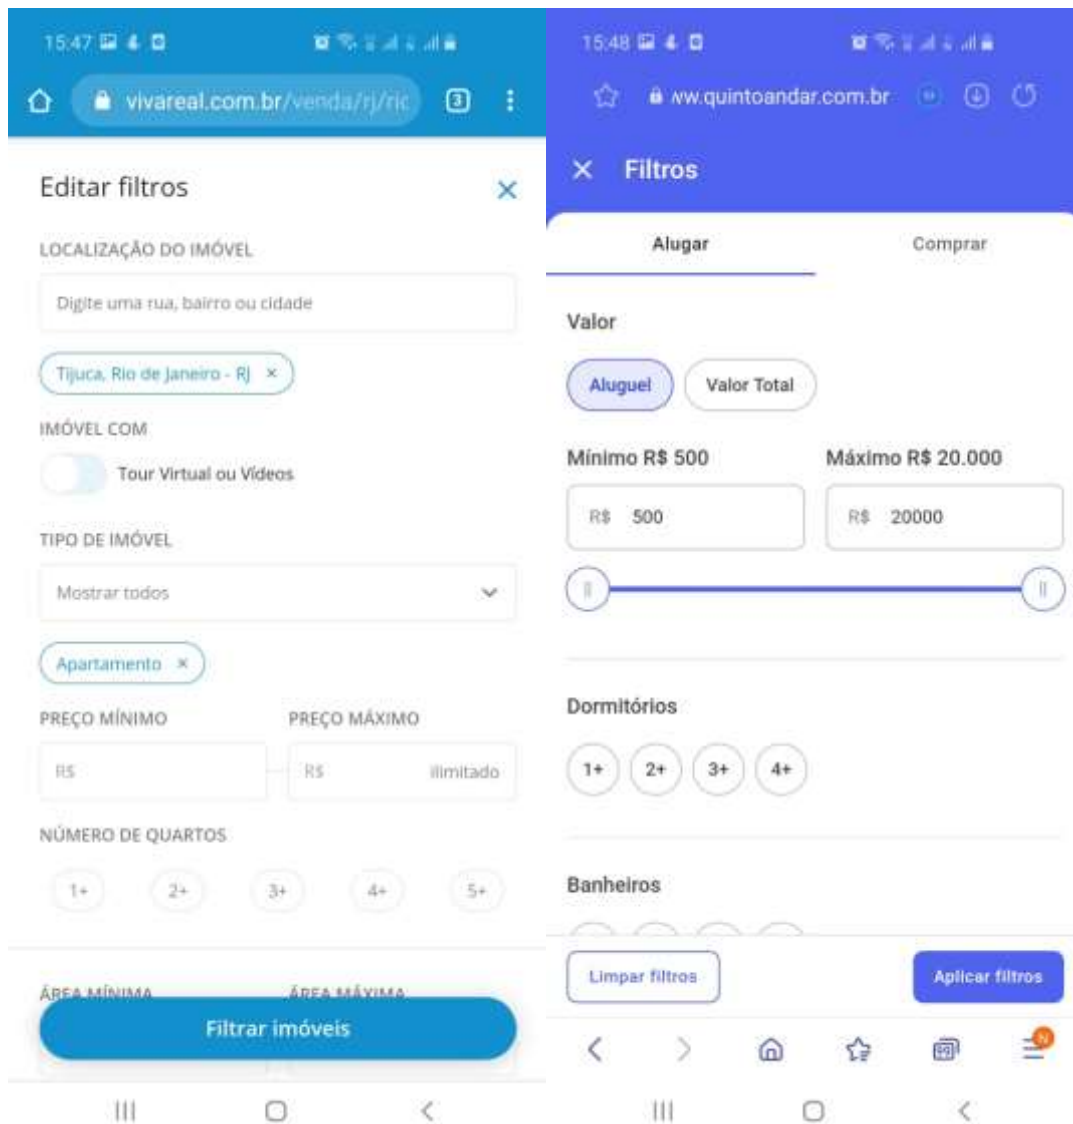 15:47
vivareal.com.br/venda/rj/ric
3
Editar filtros
LOCALIZAÇÃO DO IMÓVEL
Digite uma rua, bairro ou cidade
Tijuca, Rio de Janeiro - RJ ×
IMÓVEL COM
Tour Virtual ou Vídeos
TIPO DE IMÓVEL
Mostrar todos
Apartamento ×
PREÇO MÍNIMO PREÇO MÁXIMO
R$ R$ ilimitado
NÚMERO DE QUARTOS
1+ 2+ 3+ 4+ 5+
ÁREA MÍNIMA ÁREA MÁXIMA
Filtrar imóveis
15:48
ww.quintoandar.com.br
Filtros
Alugar Comprar
Valor
Aluguel Valor Total
Mínimo R$ 500 Máximo R$ 20.000
R$ 500 R$ 20000
Dormitórios
1+ 2+ 3+ 4+
Banheiros
Limpar filtros Aplicar filtros
N